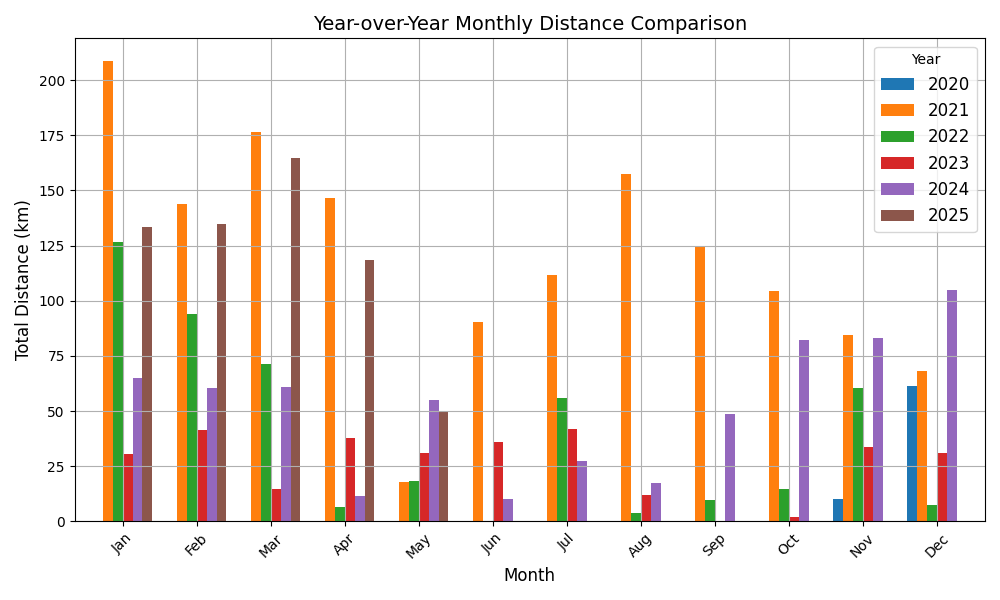 Year-over-Year Monthly Distance Comparison
Total Distance (km)
200
175
150
125
100
75
50
25
0
Year
2020
2021
2022
2023
2024
2025
Jan
Feb
Mar
Apr
May
Jun
Jul
Aug
Sep
Oct
Nov
Dec
Month